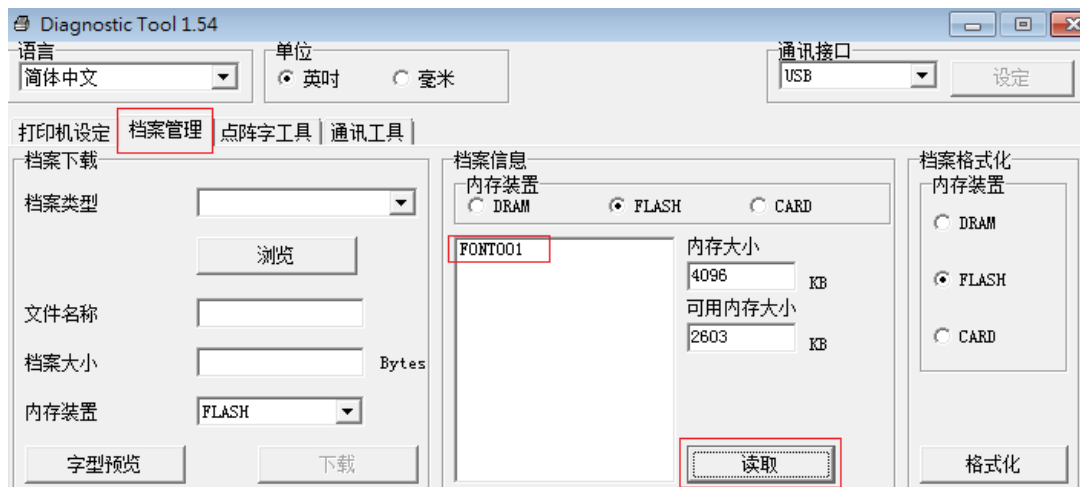 Diagnostic Tool 1.54
语言
简体中文
单位
英吋
毫米
通讯接口
USB
设定
打印机设定
档案管理
点阵字工具
通讯工具
档案下载
档案类型
浏览
文件名称
档案大小
Bytes
内存装置
FLASH
字型预览
下载
档案信息
内存装置
DRAM
FLASH
CARD
FONT001
内存大小
4096
KB
可用内存大小
2603
KB
读取
档案格式化
内存装置
DRAM
FLASH
CARD
格式化